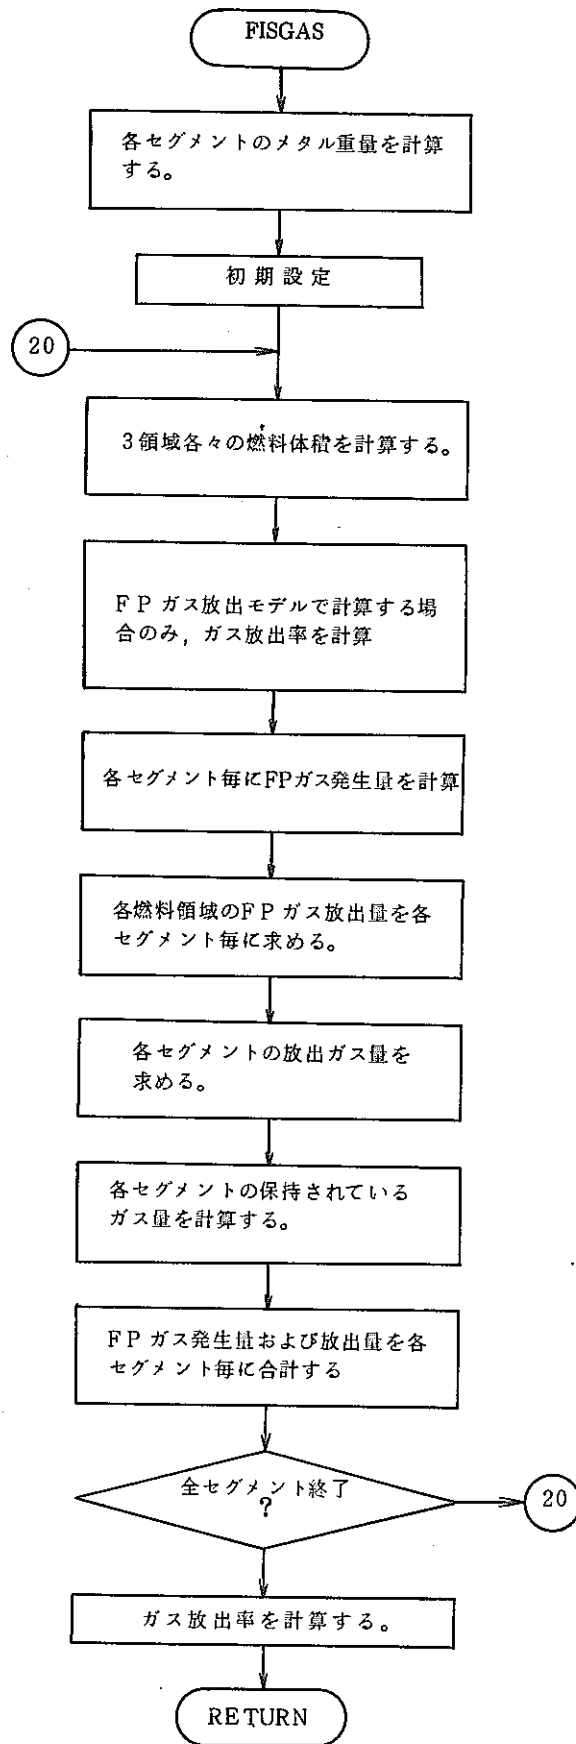 FISGAS
各セグメントのメタル重量を計算
する。
初期設定
20
3領域各々の燃料体積を計算する。
FPガス放出モデルで計算する場
合のみ,ガス放出率を計算
各セグメント毎にFPガス発生量を計算
各燃料領域のFPガス放出量を各
セグメント毎に求める。
各セグメントの放出ガス量を
求める。
各セグメントの保持されている
ガス量を計算する。
FPガス発生量および放出量を各
セグメント毎に合計する
全セグメント終了
?
20
ガス放出率を計算する。
RETURN